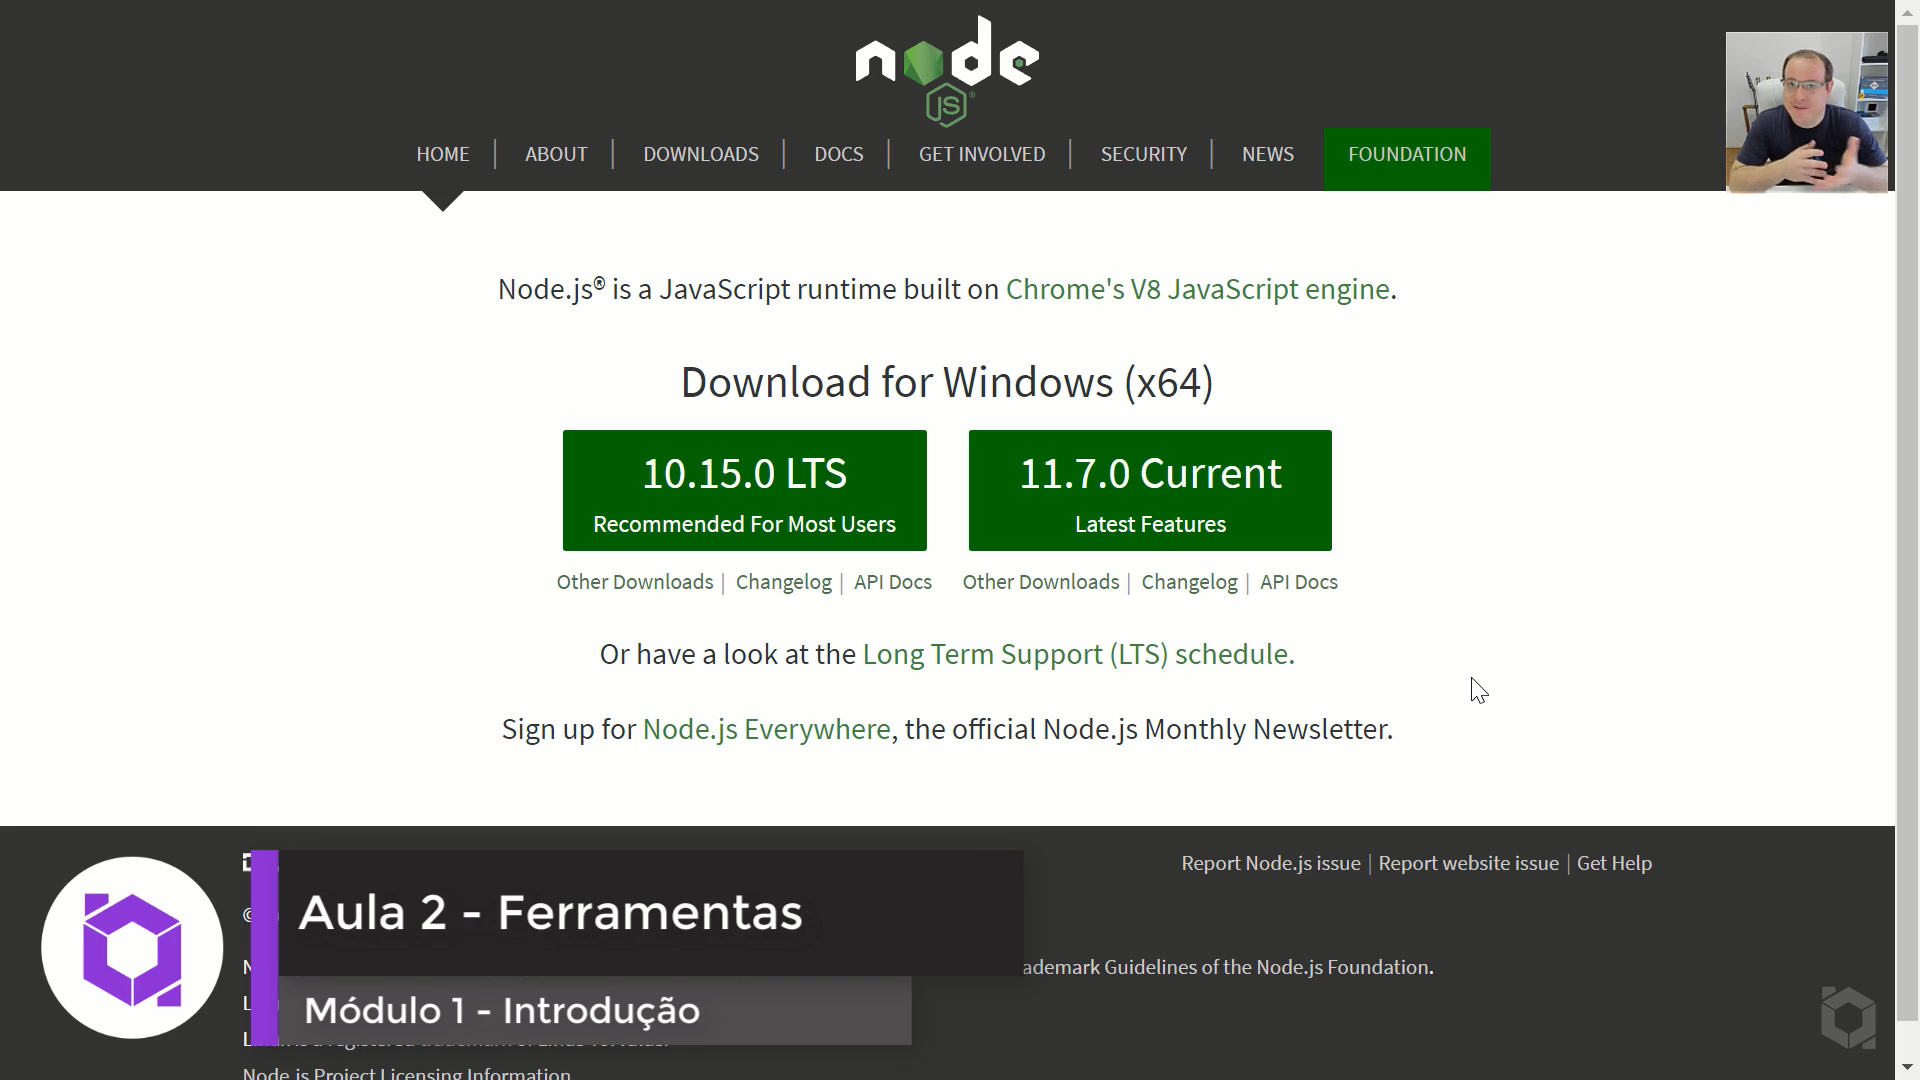 node
JS
HOME | ABOUT | DOWNLOADS | DOCS | GET INVOLVED | SECURITY | NEWS FOUNDATION
Node.js® is a JavaScript runtime built on Chrome's V8 JavaScript engine.
Download for Windows (x64)
10.15.0 LTS
Recommended For Most Users
11.7.0 Current
Latest Features
Other Downloads | Changelog | API Docs
Other Downloads | Changelog | API Docs
Or have a look at the Long Term Support (LTS) schedule.
Sign up for Node.js Everywhere, the official Node.js Monthly Newsletter.
Report Node.js issue | Report website issue | Get Help
Aula 2 - Ferramentas
Guidelines of the Node.js Foundation.
Módulo 1 - Introdução
Node.js Project Licensing Information